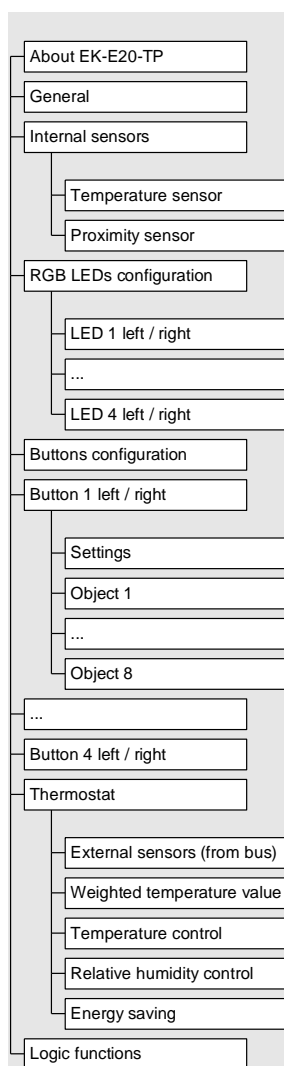 About EK-E20-TP
General
Internal sensors
Temperature sensor
Proximity sensor
RGB LEDs configuration
LED 1 left / right
...
LED 4 left / right
Buttons configuration
Button 1 left / right
Settings
Object 1
...
Object 8
...
Button 4 left / right
Thermostat
External sensors (from bus)
Weighted temperature value
Temperature control
Relative humidity control
Energy saving
Logic functions